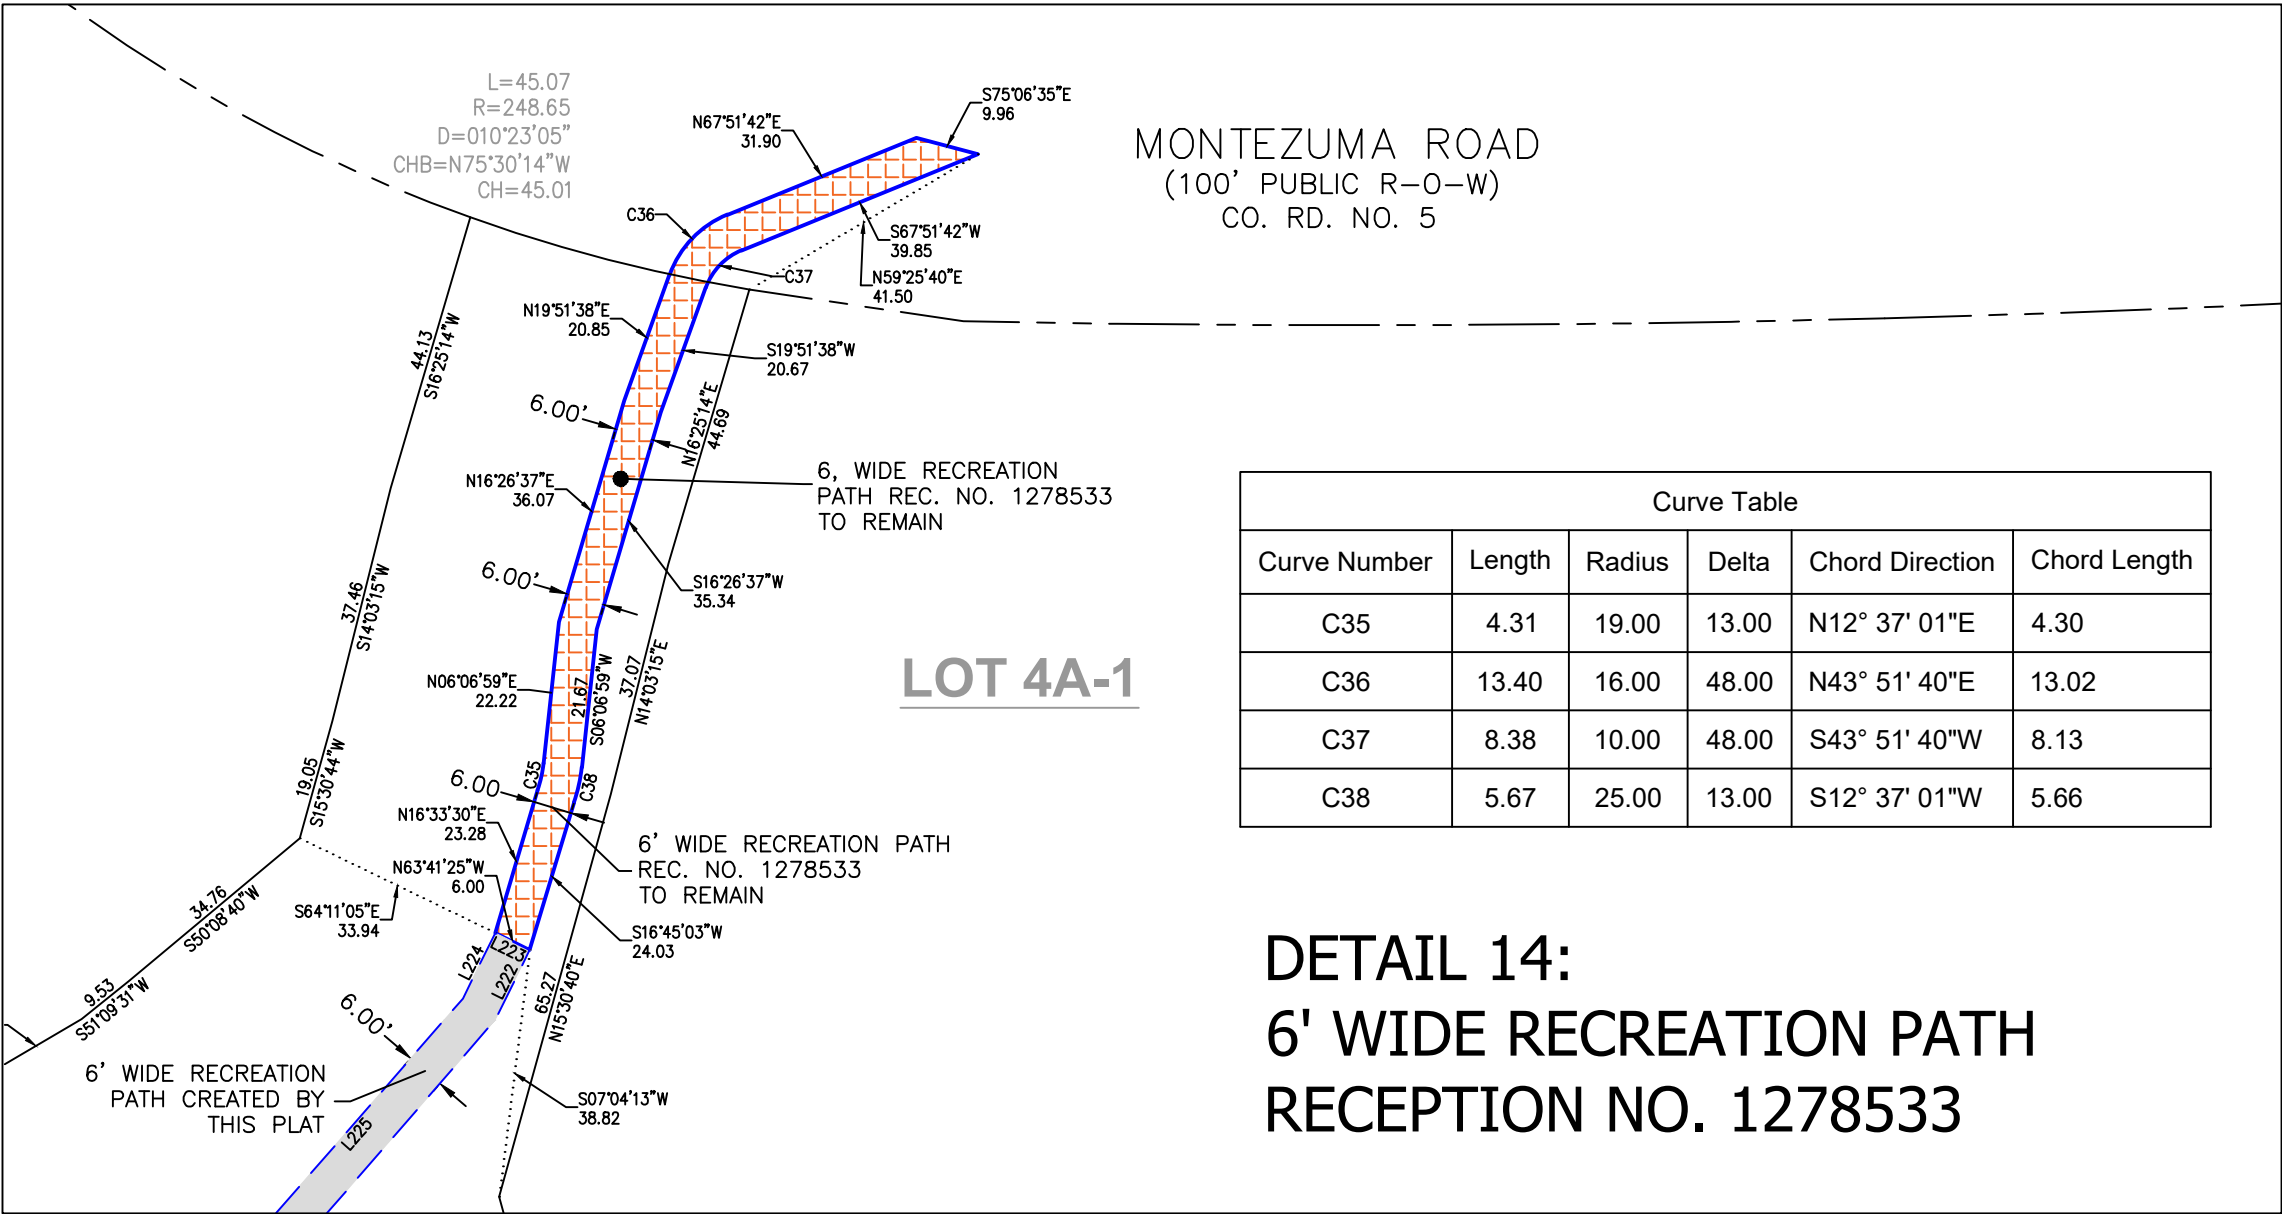 L=45.07
R=248.65
D=010°23'05"
CHB=N75°30'14"W
CH=45.01
S75°06'35"E
9.96
N67°51'42"E
31.90
MONTEZUMA ROAD
(100' PUBLIC R-O-W)
CO. RD. NO. 5
C36
S67°51'42"W
39.85
C37
N59°25'40"E
41.50
N19°51'38"E
20.85
44.13
S16°25'14"W
S19°51'38"W
20.67
6.00'
N16°25'14"E
44.69
6, WIDE RECREATION
PATH REC. NO. 1278533
TO REMAIN
N16°26'37"E
36.07
6.00'
S16°26'37"W
35.34
37.46
S14°03'15"W
N06°06'59"E
22.22
21.67
S06°06'59"W
37.07
N14°03'15"E
LOT 4A-1
Curve Table
Curve Number Length Radius Delta Chord Direction Chord Length
C35 4.31 19.00 13.00 N12° 37' 01"E 4.30
C36 13.40 16.00 48.00 N43° 51' 40"E 13.02
C37 8.38 10.00 48.00 S43° 51' 40"W 8.13
C38 5.67 25.00 13.00 S12° 37' 01"W 5.66
19.05
S15°30'44"W
6.00
C35
C38
N16°33'30"E
23.28
6' WIDE RECREATION PATH
REC. NO. 1278533
TO REMAIN
N63°41'25"W
6.00
34.76
S50°08'40"W
S64°11'05"E
33.94
S16°45'03"W
24.03
L223
L224
L222
9.53
S51°09'31"W
65.27
N15°30'40"E
6.00'
6' WIDE RECREATION
PATH CREATED BY
THIS PLAT
L225
S07°04'13"W
38.82
DETAIL 14:
6' WIDE RECREATION PATH
RECEPTION NO. 1278533